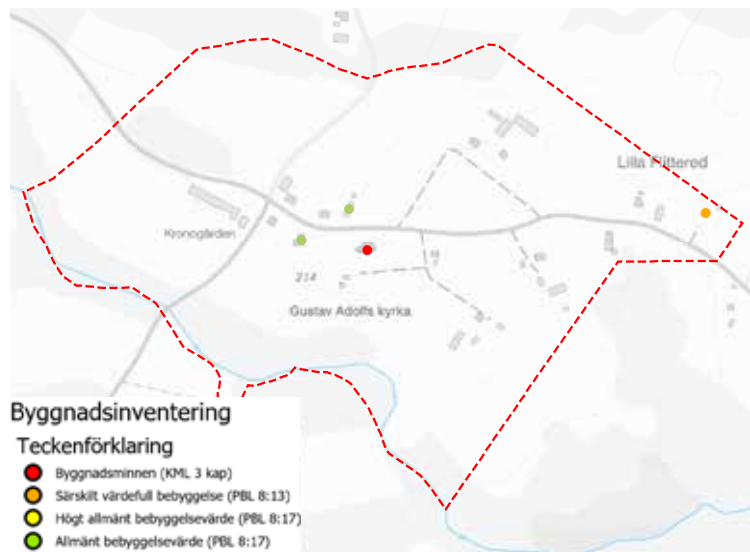 Lilla Flittered
Kronogården
214
Gustav Adolfs kyrka
Byggnadsinventering
Teckenförklaring
Byggnadsminnen (KML 3 kap)
Särskilt värdefull bebyggelse (PBL 8:13)
Högt allmänt bebyggelsevärde (PBL 8:17)
Allmänt bebyggelsevärde (PBL 8:17)